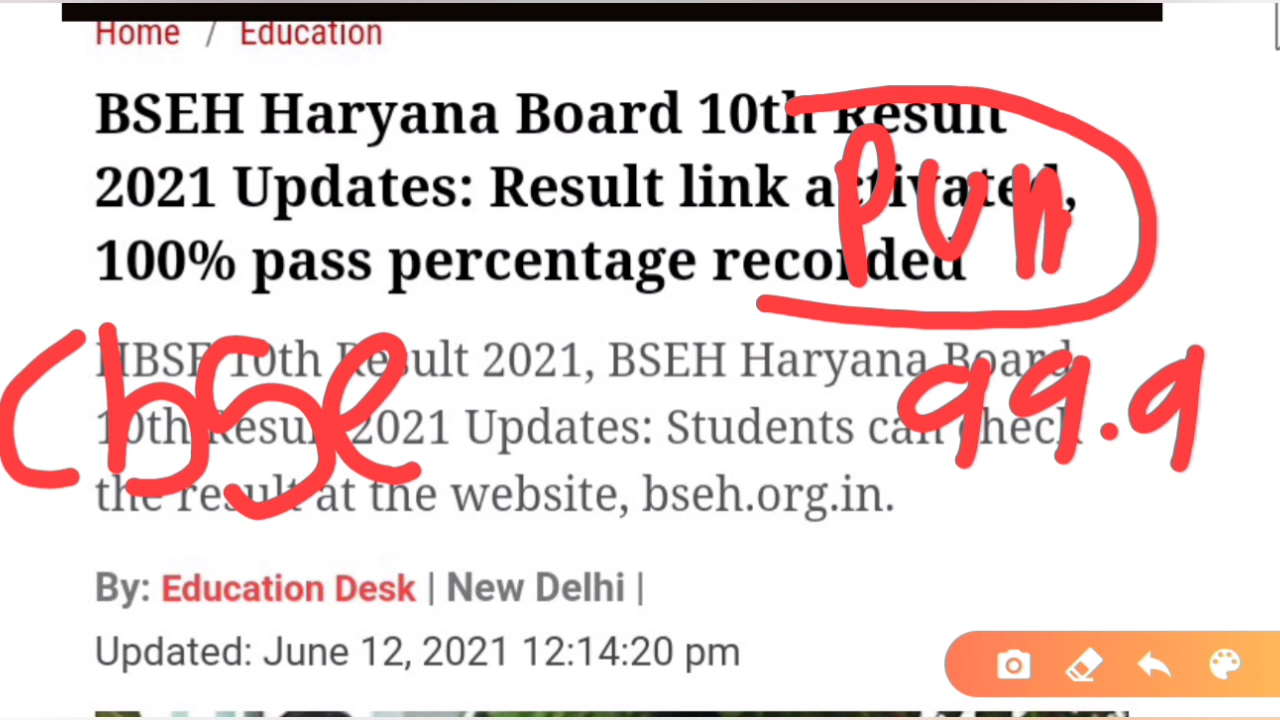 Home / Education
BSEH Haryana Board 10th Result
2021 Updates: Result link activated,
100% pass percentage recorded
Pun
HBSE 10th Result 2021, BSEH Haryana Board
10th Result 2021 Updates: Students can check
the result at the website, bseh.org.in.
Cbse
99.9
By: Education Desk | New Delhi |
Updated: June 12, 2021 12:14:20 pm